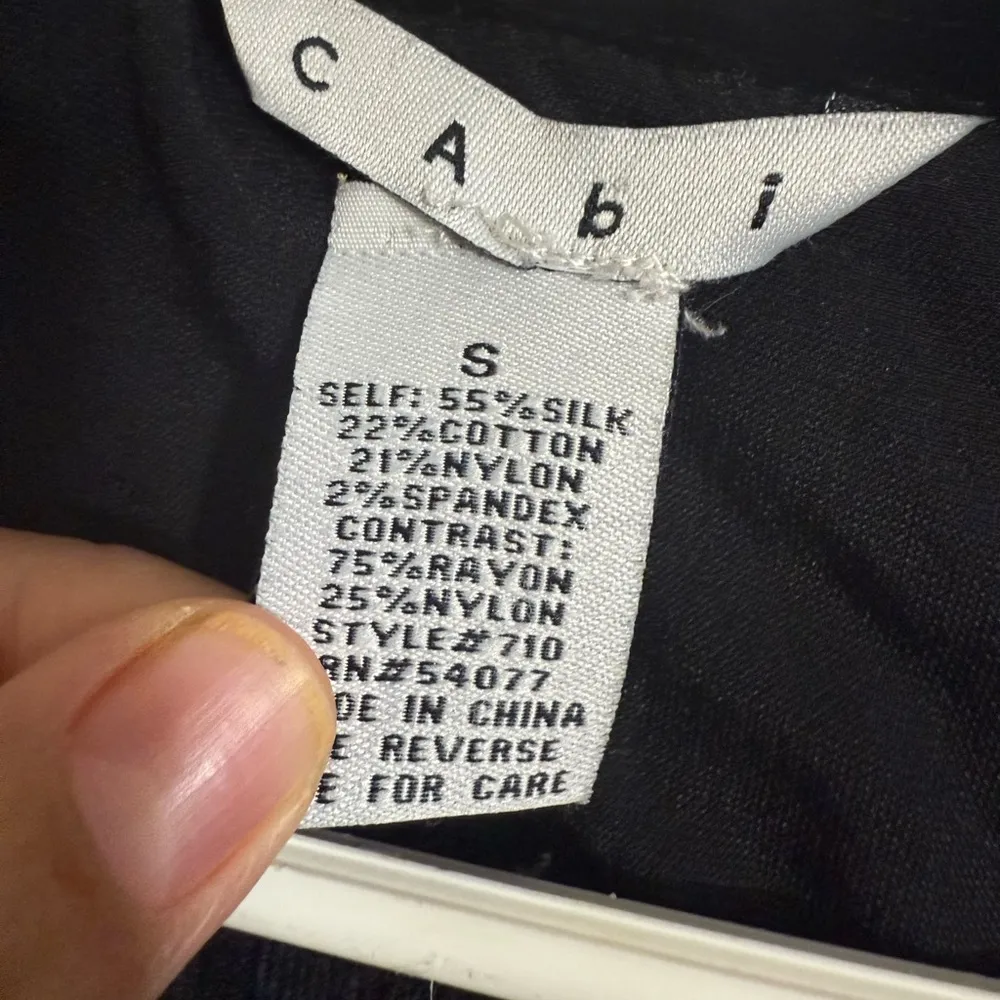 C A b i
S
SELF: 55%SILK
22%COTTON
21%NYLON
2%SPANDEX
CONTRAST:
75%RAYON
25%NYLON
STYLE#710
RN#54077
DE IN CHINA
E REVERSE
E FOR CARE